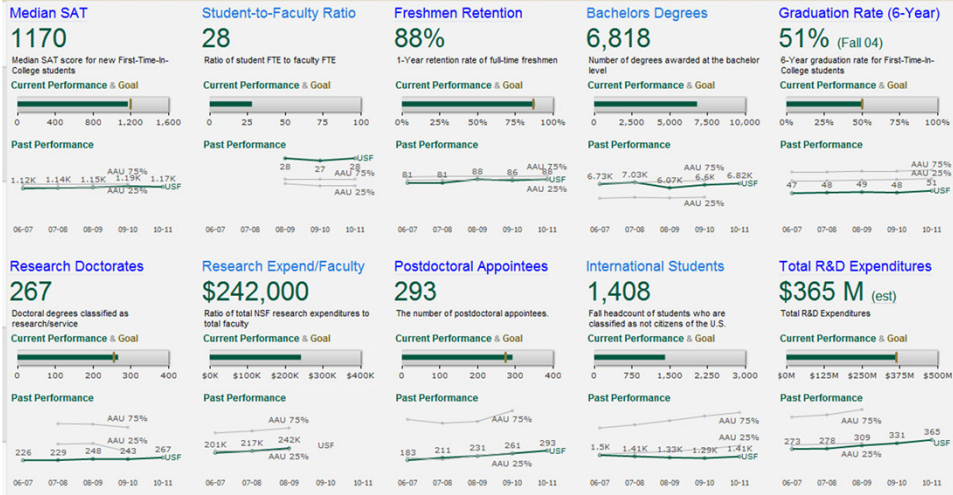 Median SAT
1170
Median SAT score for new First-Time-In-
College students
Current Performance & Goal
0 400 800 1,200 1,600
Past Performance
1.12K 1.14K 1.15K 1.19K 1.17K
AAU 75%
USF
AAU 25%
06-07 07-08 08-09 09-10 10-11
Student-to-Faculty Ratio
28
Ratio of student FTE to faculty FTE
Current Performance & Goal
0 25 50 75 100
Past Performance
USF
28 27 28
AAU 75%
AAU 25%
06-07 07-08 08-09 09-10 10-11
Freshmen Retention
88%
1-Year retention rate of full-time freshmen
Current Performance & Goal
0% 25% 50% 75% 100%
Past Performance
AAU 75%
81 81 88 86 88
USF
AAU 25%
06-07 07-08 08-09 09-10 10-11
Bachelors Degrees
6,818
Number of degrees awarded at the bachelor
level
Current Performance & Goal
0 2,500 5,000 7,500 10,000
Past Performance
AAU 75%
6.73K 7.03K 6.07K 6.6K 6.82K
USF
AAU 25%
06-07 07-08 08-09 09-10 10-11
Graduation Rate (6-Year)
51% (Fall 04)
6-Year graduation rate for First-Time-In-
College students
Current Performance & Goal
0% 25% 50% 75% 100%
Past Performance
AAU 75%
AAU 25%
47 48 49 48 51
USF
06-07 07-08 08-09 09-10 10-11
Research Doctorates
267
Doctoral degrees classified as
research/service
Current Performance & Goal
0 100 200 300 400
Past Performance
AAU 75%
AAU 25%
226 229 248 243 267
USF
06-07 07-08 08-09 09-10 10-11
Research Expend/Faculty
$242,000
Ratio of total NSF research expenditures to
total faculty
Current Performance & Goal
$0K $100K $200K $300K $400K
Past Performance
AAU 75%
201K 217K 242K
USF
AAU 25%
06-07 07-08 08-09 09-10 10-11
Postdoctoral Appointees
293
The number of postdoctoral appointees.
Current Performance & Goal
0 100 200 300 400
Past Performance
AAU 75%
183 211 231 261 293
USF
AAU 25%
06-07 07-08 08-09 09-10 10-11
International Students
1,408
Fall headcount of students who are
classified as not citizens of the U.S.
Current Performance & Goal
0 750 1,500 2,250 3,000
Past Performance
AAU 75%
AAU 25%
1.5K 1.41K 1.33K 1.29K 1.41K
USF
06-07 07-08 08-09 09-10 10-11
Total R&D Expenditures
$365 M (est)
Total R&D Expenditures
Current Performance & Goal
$0M $125M $250M $375M $500M
Past Performance
AAU 75%
273 278 309 331 365
USF
AAU 25%
06-07 07-08 08-09 09-10 10-11